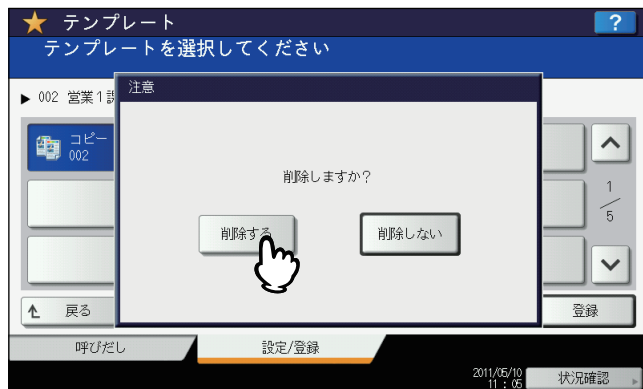 テンプレート
?
テンプレートを選択してください
002 営業1課
注意
コピー
002
削除しますか?
削除する
削除しない
1
5
戻る
登録
呼びだし
設定/登録
2011/05/10
11 : 05
状況確認